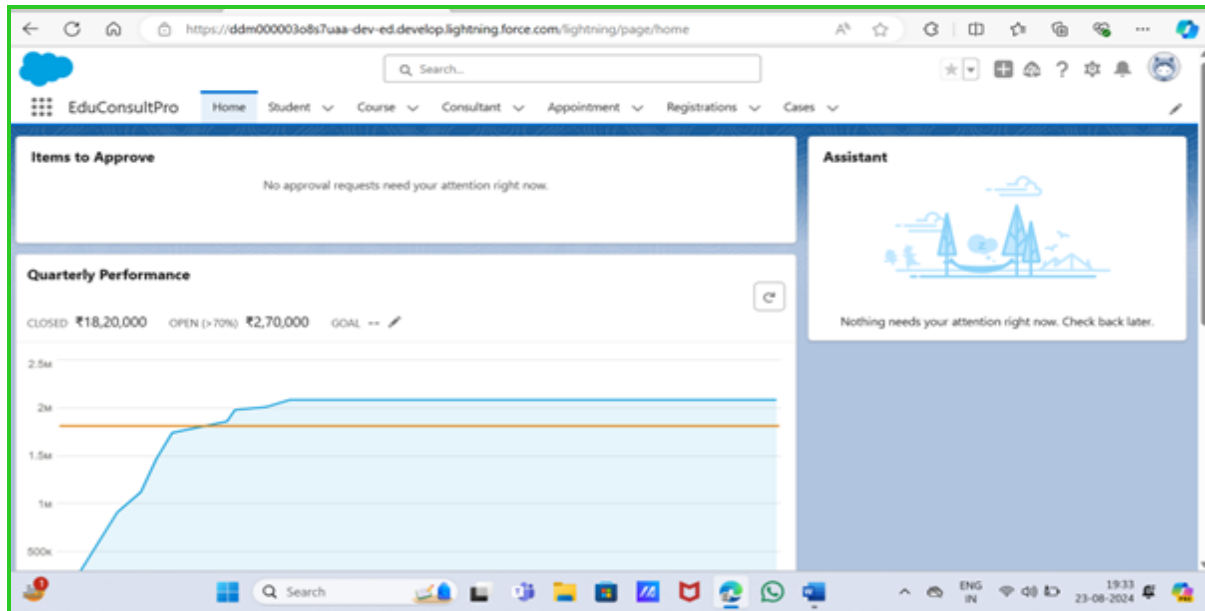 https://ddm000003o8s7uaa-dev-ed.develop.lightning.force.com/lightning/page/home
Search...
EduConsultPro Home Student Course Consultant Appointment Registrations Cases
Items to Approve
No approval requests need your attention right now.
Assistant
Nothing needs your attention right now. Check back later.
Quarterly Performance
CLOSED ₹18,20,000 OPEN (>70%) ₹2,70,000 GOAL --
2.5M
2M
1.5M
1M
500K
Search
ENG
IN
19:33
23-08-2024